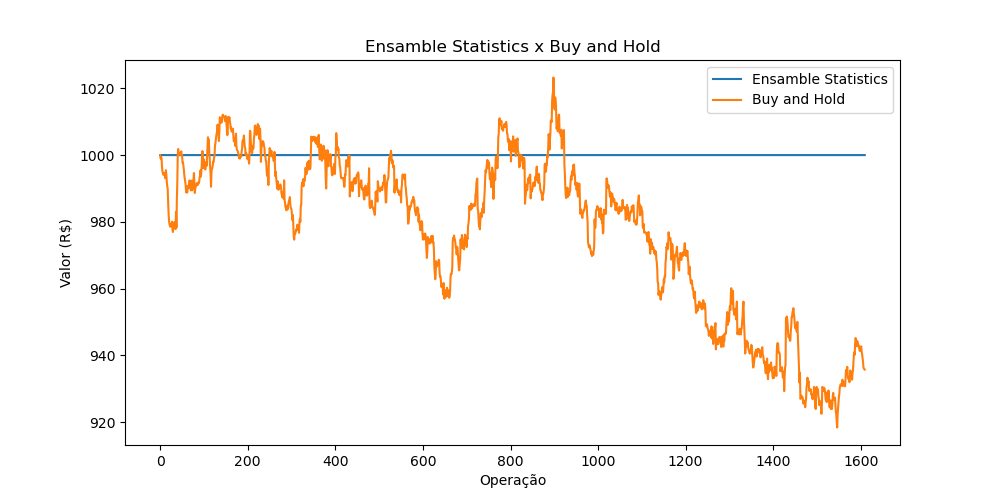 Ensamble Statistics x Buy and Hold
Ensamble Statistics
Buy and Hold
Valor (R$)
1020
1000
980
960
940
920
0 200 400 600 800 1000 1200 1400 1600
Operação